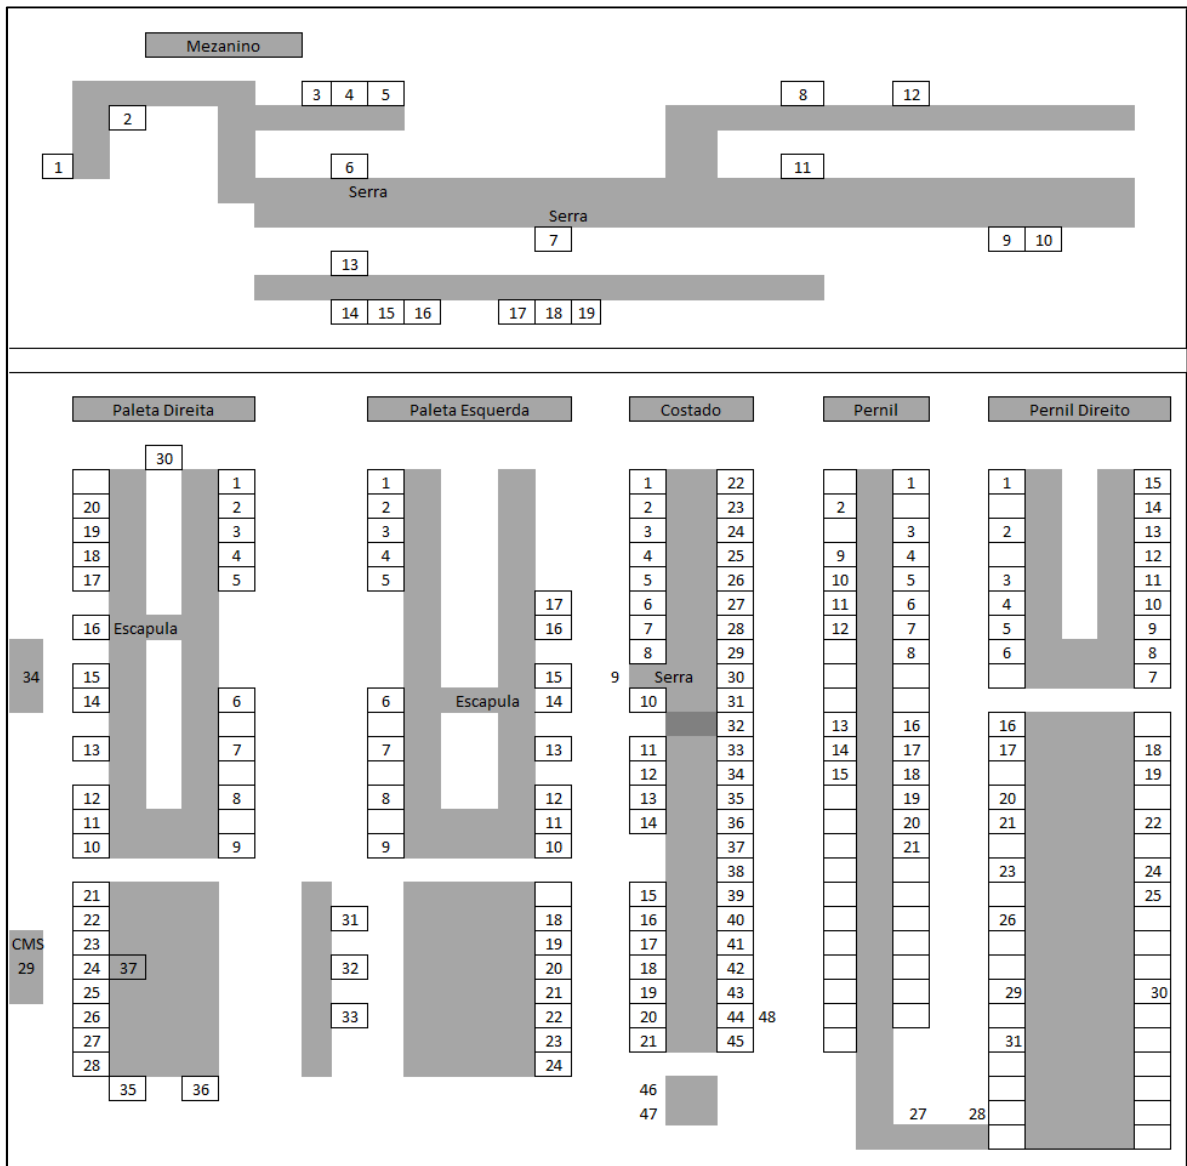 Mezanino
3 4 5 8 12
2
1 6 11
Serra
Serra
7 9 10
13
14 15 16 17 18 19
Paleta Direita Paleta Esquerda Costado Pernil Pernil Direito
30
1 1 1 22 1 1 15
20 2 2 2 23 2 14
19 3 3 3 24 3 2 13
18 4 4 4 25 9 4 12
17 5 5 5 26 10 5 3 11
17 6 27 11 6 4 10
16 Escapula 16 7 28 12 7 5 9
8 29 8 6 8
34 15 15 9 Serra 30 7
14 6 6 Escapula 14 10 31
32 13 16 16
13 7 7 13 11 33 14 17 17 18
12 34 15 18 19
12 8 8 12 13 35 19 20
11 11 14 36 20 21 22
10 9 9 10 37 21
38 23 24
21 15 39 25
22 31 18 16 40 26
CMS 23 19 17 41
29 24 37 32 20 18 42
25 21 19 43 29 30
26 33 22 20 44 48
27 23 21 45 31
28 24
35 36 46
47 27 28